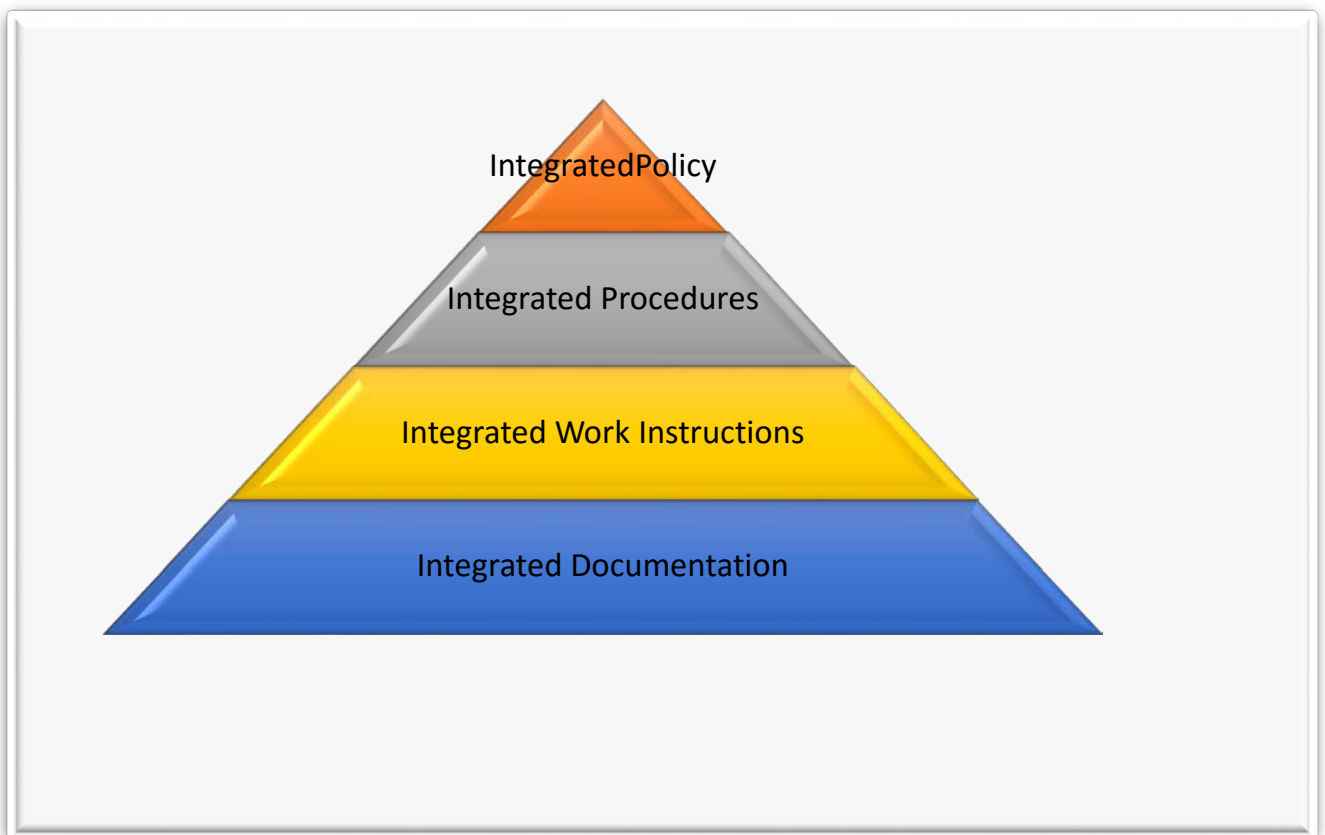 IntegratedPolicy
Integrated Procedures
Integrated Work Instructions
Integrated Documentation